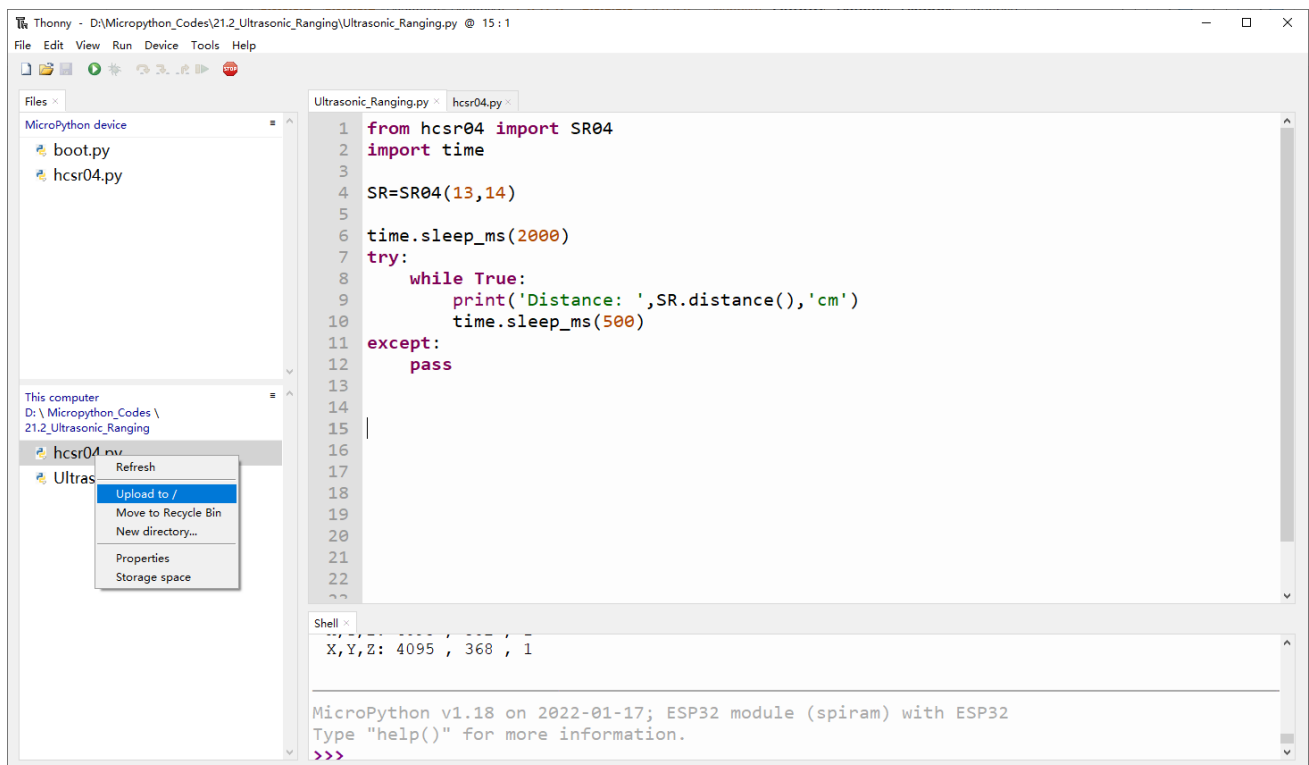 Thonny - D:\Micropython_Codes\21.2_Ultrasonic_Ranging\Ultrasonic_Ranging.py @ 15 : 1
File Edit View Run Device Tools Help
STOP
Files
MicroPython device
boot.py
hcsr04.py
This computer
D: \ Micropython_Codes \
21.2_Ultrasonic_Ranging
hcsr04.py
Ultras
Refresh
Upload to /
Move to Recycle Bin
New directory...
Properties
Storage space
Ultrasonic_Ranging.py hcsr04.py
1 from hcsr04 import SR04
2 import time
3
4 SR=SR04(13,14)
5
6 time.sleep_ms(2000)
7 try:
8     while True:
9         print('Distance: ',SR.distance(),'cm')
10         time.sleep_ms(500)
11 except:
12     pass
13
14
15
16
17
18
19
20
21
22
Shell
X,Y,Z: 4095 , 368 , 1
MicroPython v1.18 on 2022-01-17; ESP32 module (spiram) with ESP32
Type "help()" for more information.
>>>